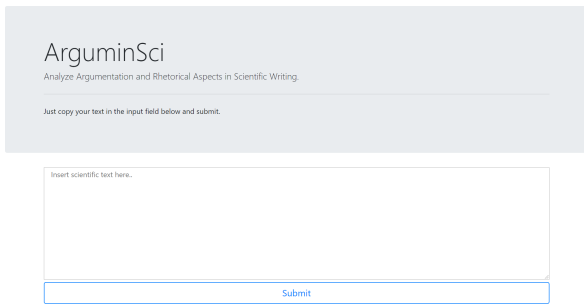 ArguminSci
Analyze Argumentation and Rhetorical Aspects in Scientific Writing.
Just copy your text in the input field below and submit.
Insert scientific text here..
Submit